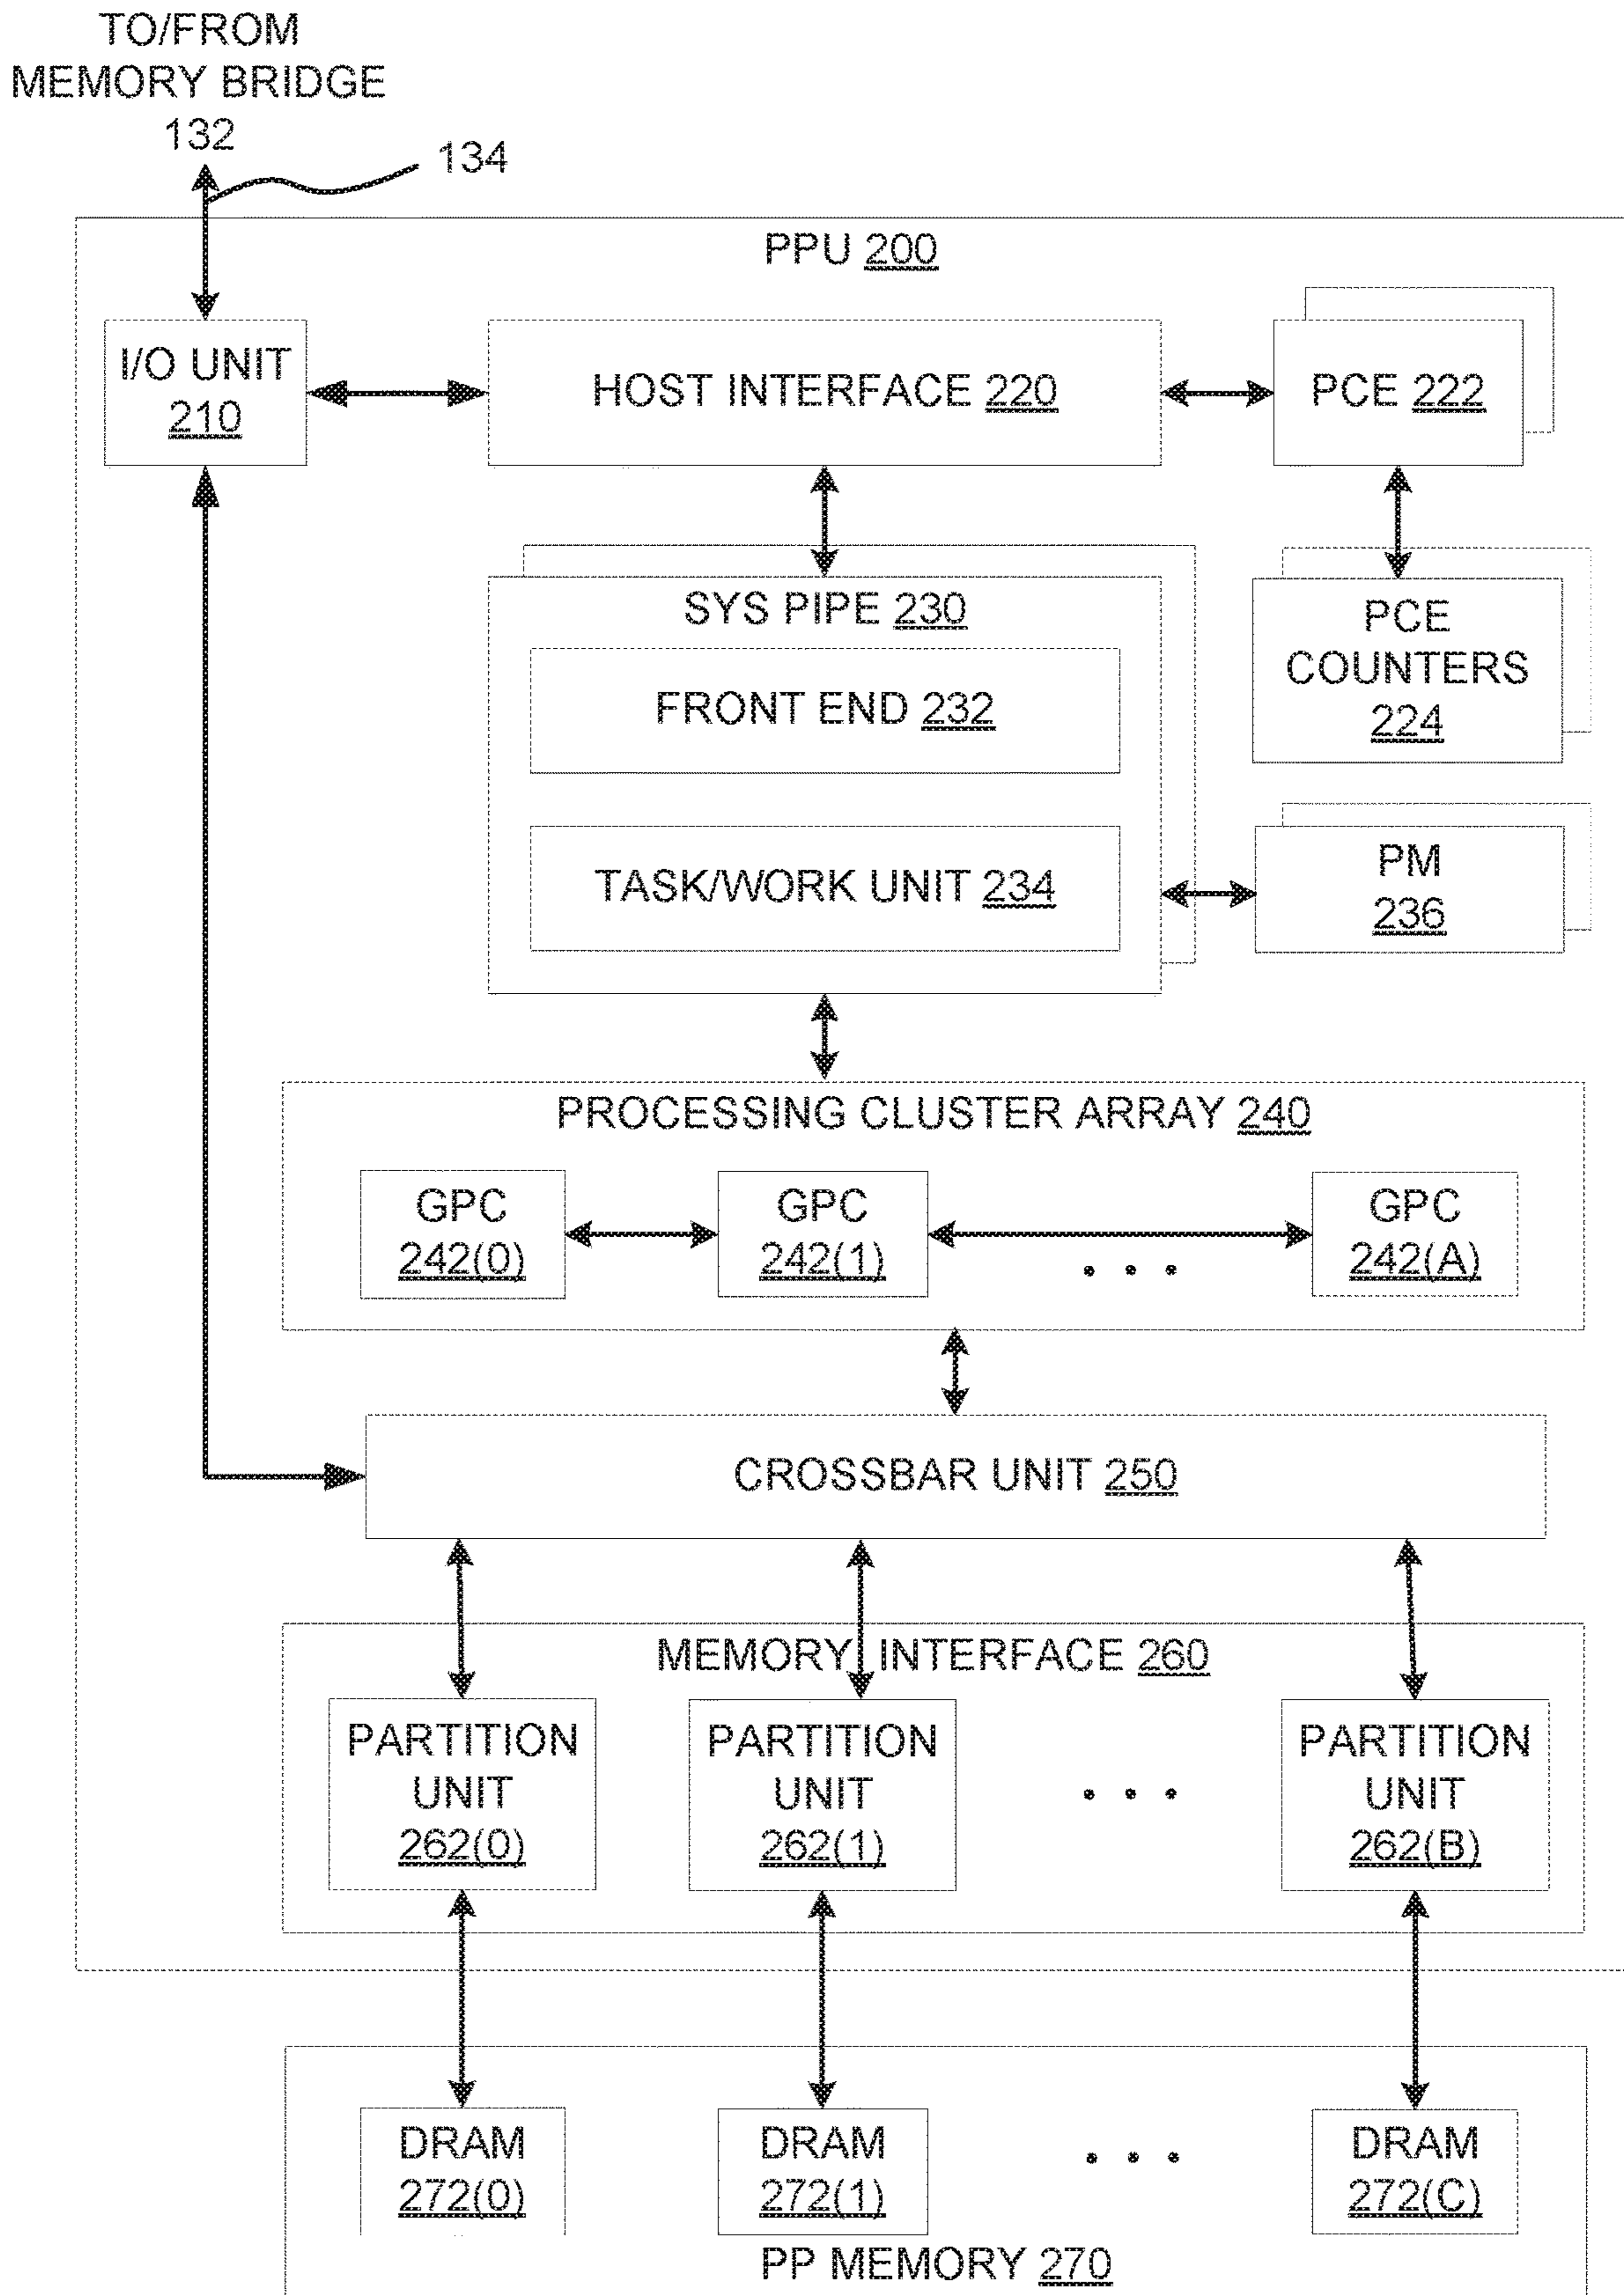 TO/FROM
MEMORY BRIDGE
132
134
PPU 200
I/O UNIT
210
HOST INTERFACE 220
PCE 222
SYS PIPE 230
FRONT END 232
TASK/WORK UNIT 234
PCE
COUNTERS
224
PM
236
PROCESSING CLUSTER ARRAY 240
GPC
242(0)
GPC
242(1)
. . .
GPC
242(A)
CROSSBAR UNIT 250
MEMORY INTERFACE 260
PARTITION
UNIT
262(0)
PARTITION
UNIT
262(1)
. . .
PARTITION
UNIT
262(B)
DRAM
272(0)
DRAM
272(1)
. . .
DRAM
272(C)
PP MEMORY 270